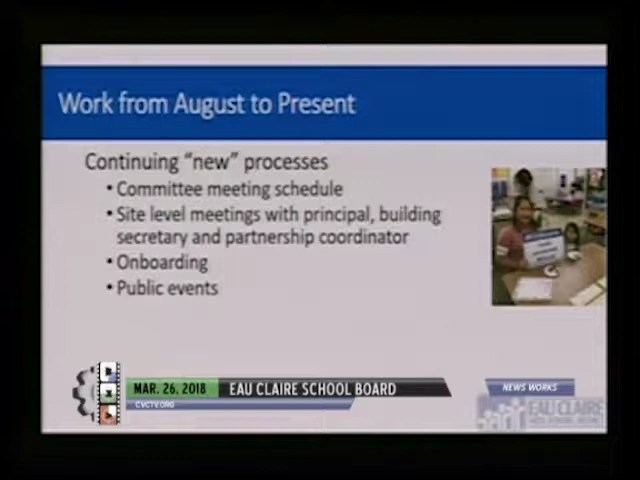 Work from August to Present
Continuing “new” processes
• Committee meeting schedule
• Site level meetings with principal, building
secretary and partnership coordinator
• Onboarding
• Public events
MAR. 26, 2018 EAU CLAIRE SCHOOL BOARD
NEWS WORKS
CVCTV.ORG
EAU CLAIRE